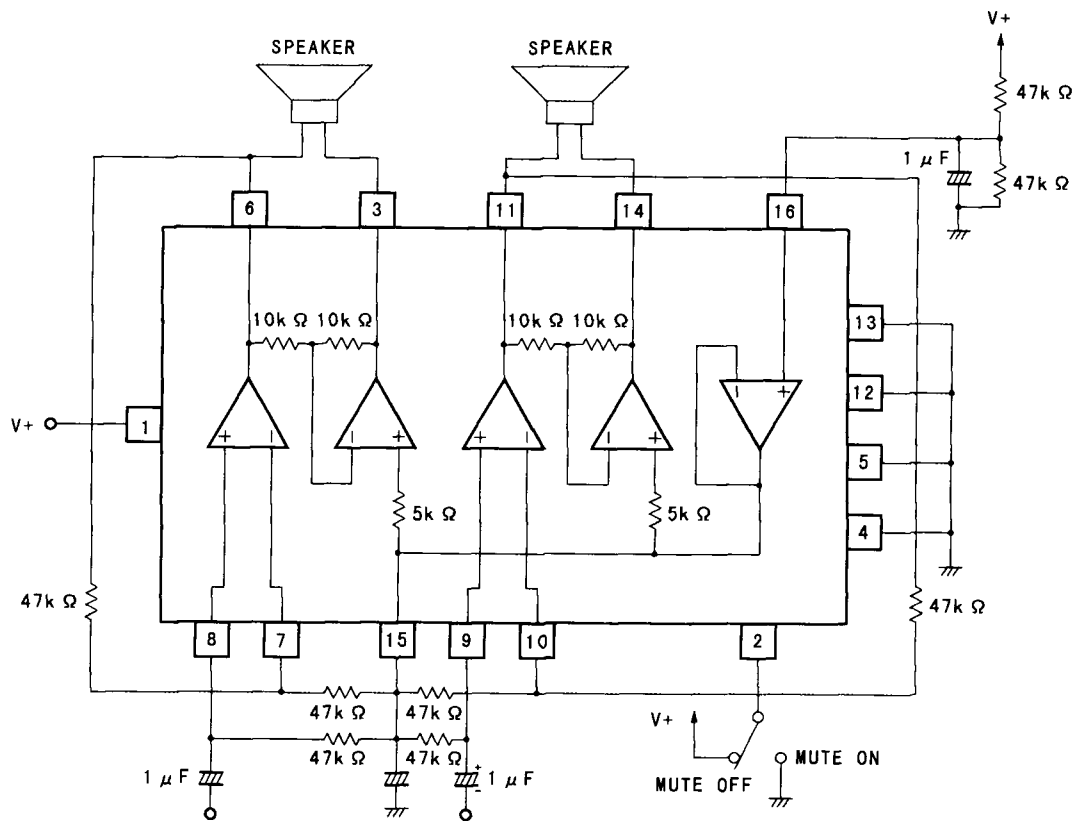 SPEAKER
SPEAKER
V+
47k Ω
1 μF
47k Ω
6
3
11
14
16
10k Ω 10k Ω
10k Ω 10k Ω
13
12
5
4
V+
1
+
−
−
+
+
−
−
+
−
+
5k Ω
5k Ω
47k Ω
47k Ω
8
7
15
9
10
2
47k Ω
47k Ω
47k Ω
47k Ω
V+
MUTE OFF
MUTE ON
1 μF
+
-
1 μF